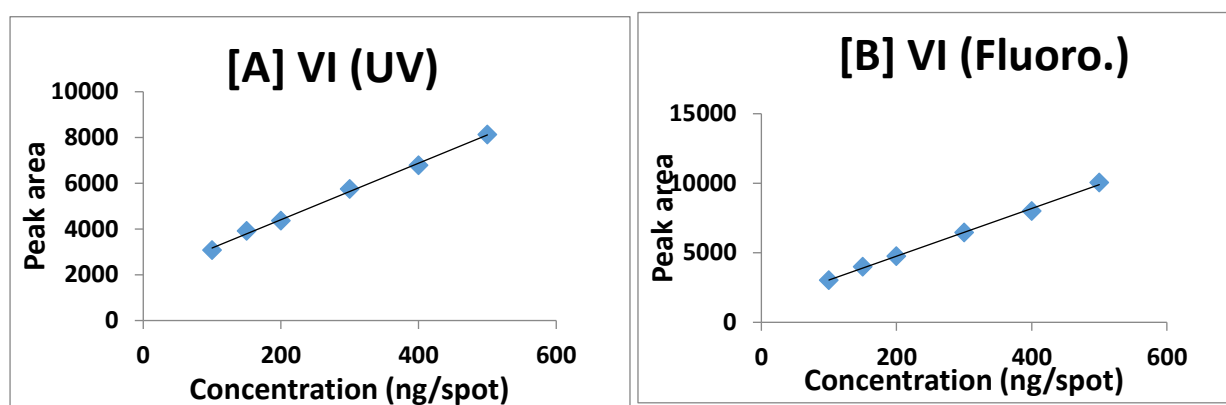 [A] VI (UV)
Peak area
10000
8000
6000
4000
2000
0
0 200 400 600
Concentration (ng/spot)
[B] VI (Fluoro.)
Peak area
15000
10000
5000
0
0 200 400 600
Concentration (ng/spot)